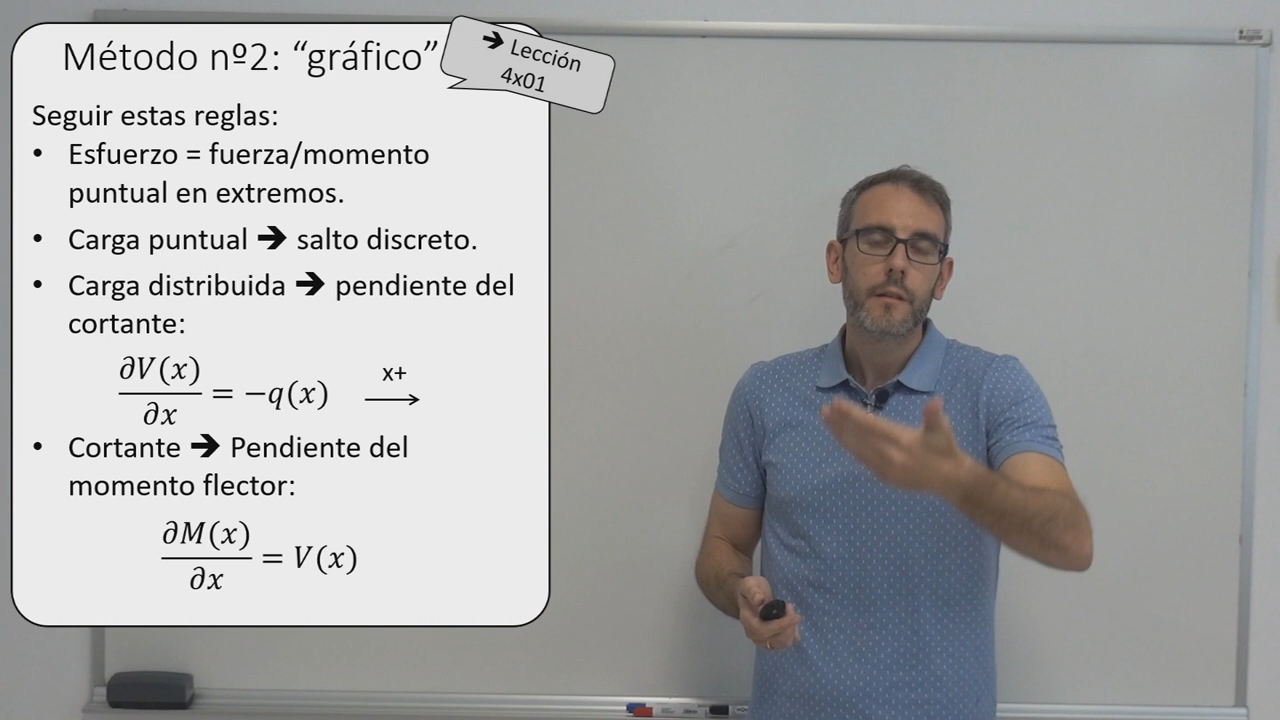 Método nº2: “gráfico”
➔ Lección
4x01
Seguir estas reglas:
• Esfuerzo = fuerza/momento
puntual en extremos.
• Carga puntual ➔ salto discreto.
• Carga distribuida ➔ pendiente del
cortante:
∂V(x)/∂x = −q(x)
x+
→
• Cortante ➔ Pendiente del
momento flector:
∂M(x)/∂x = V(x)